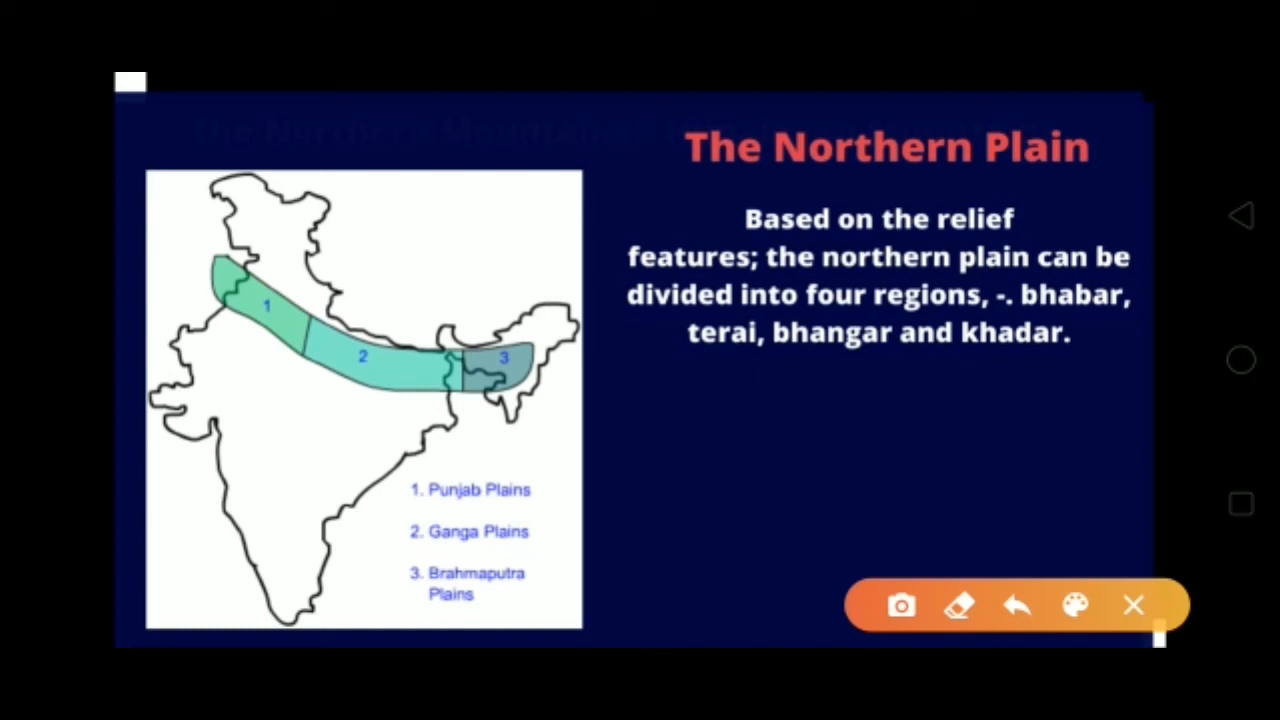 The Northern Plain
Based on the relief
features; the northern plain can be
divided into four regions, -. bhabar,
terai, bhangar and khadar.
1
2
3
1. Punjab Plains
2. Ganga Plains
3. Brahmaputra
Plains